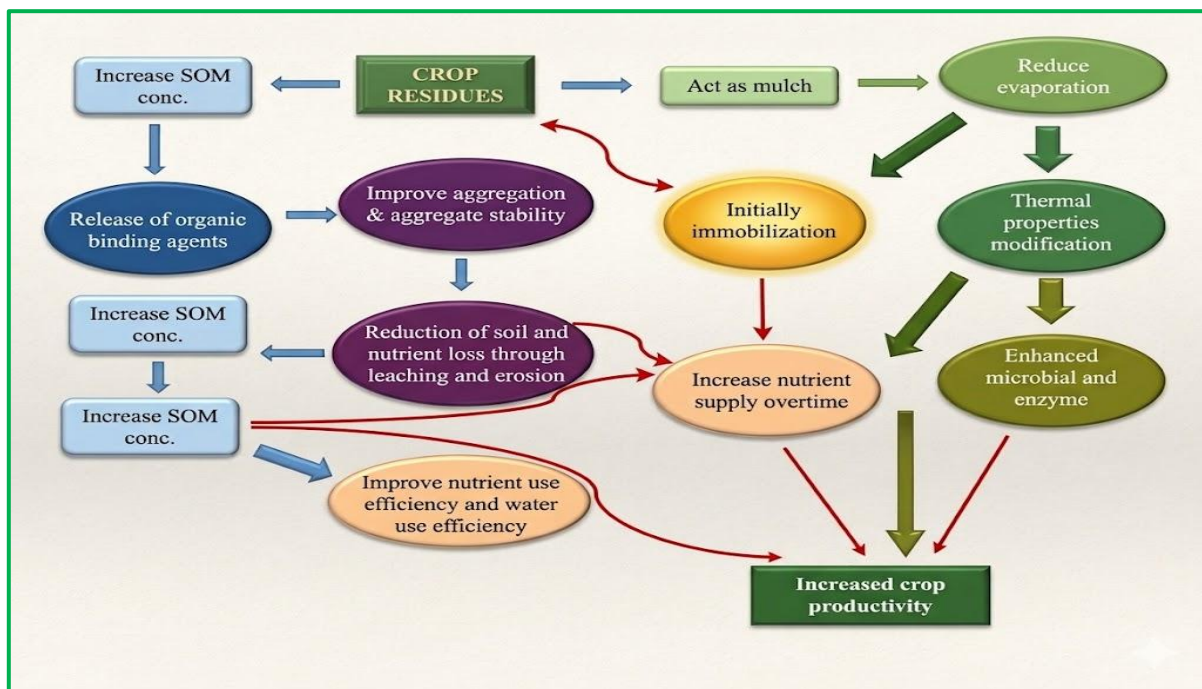 Increase SOM
conc.
CROP
RESIDUES
Act as mulch
Reduce
evaporation
Release of organic
binding agents
Improve aggregation
& aggregate stability
Initially
immobilization
Thermal
properties
modification
Increase SOM
conc.
Reduction of soil and
nutrient loss through
leaching and erosion
Increase nutrient
supply overtime
Enhanced
microbial and
enzyme
Increase SOM
conc.
Improve nutrient use
efficiency and water
use efficiency
Increased crop
productivity